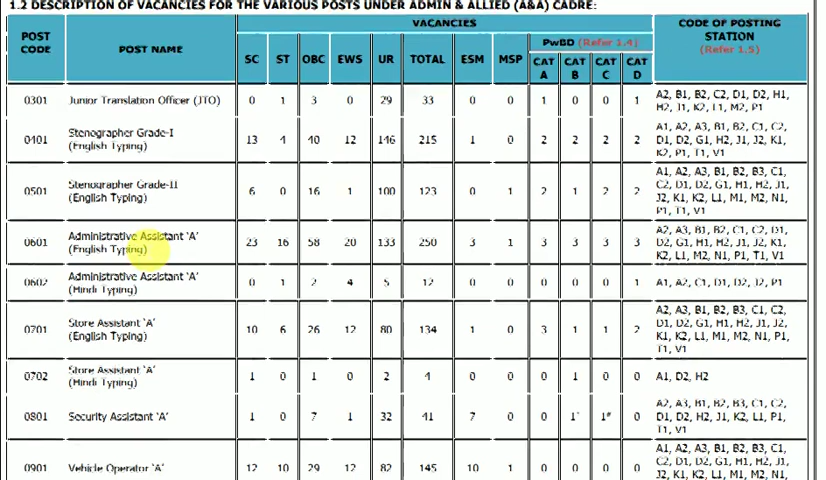 1.2 DESCRIPTION OF VACANCIES FOR THE VARIOUS POSTS UNDER ADMIN & ALLIED (A&A) CADRE:
POST CODE POST NAME VACANCIES CODE OF POSTING STATION (Refer 1.5)
SC ST OBC EWS UR TOTAL ESM MSP PwBD (Refer 1.4)
CAT A CAT B CAT C CAT D
0301 Junior Translation Officer (JTO) 0 1 3 0 29 33 0 0 1 0 0 1 A2, B1, B2, C2, D1, D2, H1,
H2, J1, K2, L1, M2, P1
0401 Stenographer Grade-I (English Typing) 13 4 40 12 146 215 1 0 2 2 2 2 A1, A2, A3, B1, B2, C1, C2,
D1, D2, G1, H2, J1, J2, K1,
K2, P1, T1, V1
0501 Stenographer Grade-II (English Typing) 6 0 16 1 100 123 0 1 2 1 2 2 A1, A2, A3, B1, B2, B3, C1,
C2, D1, D2, G1, H1, H2, J1,
J2, K1, K2, L1, M1, M2, N1,
P1, T1, V1
0601 Administrative Assistant 'A' (English Typing) 23 16 58 20 133 250 3 1 3 3 3 3 A2, A3, B1, B2, C1, C2, D1,
D2, G1, H1, H2, J1, J2, K1,
K2, L1, M2, N1, P1, T1, V1
0602 Administrative Assistant 'A' (Hindi Typing) 0 1 2 4 5 12 0 0 0 0 0 1 A1, A2, C1, D1, D2, J2, P1
0701 Store Assistant 'A' (English Typing) 10 6 26 12 80 134 1 0 3 1 1 2 A2, A3, B1, B2, B3, C1, C2,
D1, D2, G1, H1, H2, J1, J2,
K1, K2, L1, M1, M2, N1, P1,
T1, V1
0702 Store Assistant 'A' (Hindi Typing) 1 0 1 0 2 4 0 0 0 1 0 0 A1, D2, H2
0801 Security Assistant 'A' 1 0 7 1 32 41 7 0 0 1* 1# 0 A2, A3, B1, B2, B3, C1, C2,
D1, D2, H2, J1, K2, L1, P1,
T1, V1
0901 Vehicle Operator 'A' 12 10 29 12 82 145 10 1 0 0 0 0 A1, A2, A3, B1, B2, B3, C1,
C2, D1, D2, G1, H1, H2, J1,
J2, K1, K2, L1, M1, M2, N1,